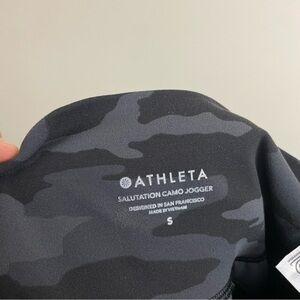 ATHLETA
SALUTATION CAMO JOGGER
DESIGNED IN SAN FRANCISCO
MADE IN VIETNAM
S